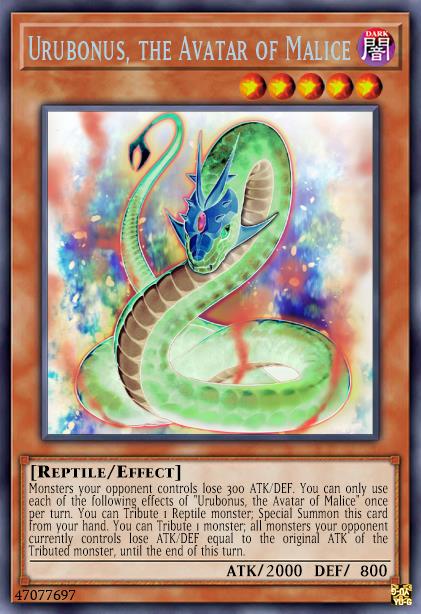 Urubonus, the Avatar of Malice
DARK
闇
[Reptile/Effect]
Monsters your opponent controls lose 300 ATK/DEF. You can only use
each of the following effects of "Urubonus, the Avatar of Malice" once
per turn. You can Tribute 1 Reptile monster; Special Summon this card
from your hand. You can Tribute 1 monster; all monsters your opponent
currently controls lose ATK/DEF equal to the original ATK of the
Tributed monster, until the end of this turn.
ATK/2000 DEF/ 800
47077697